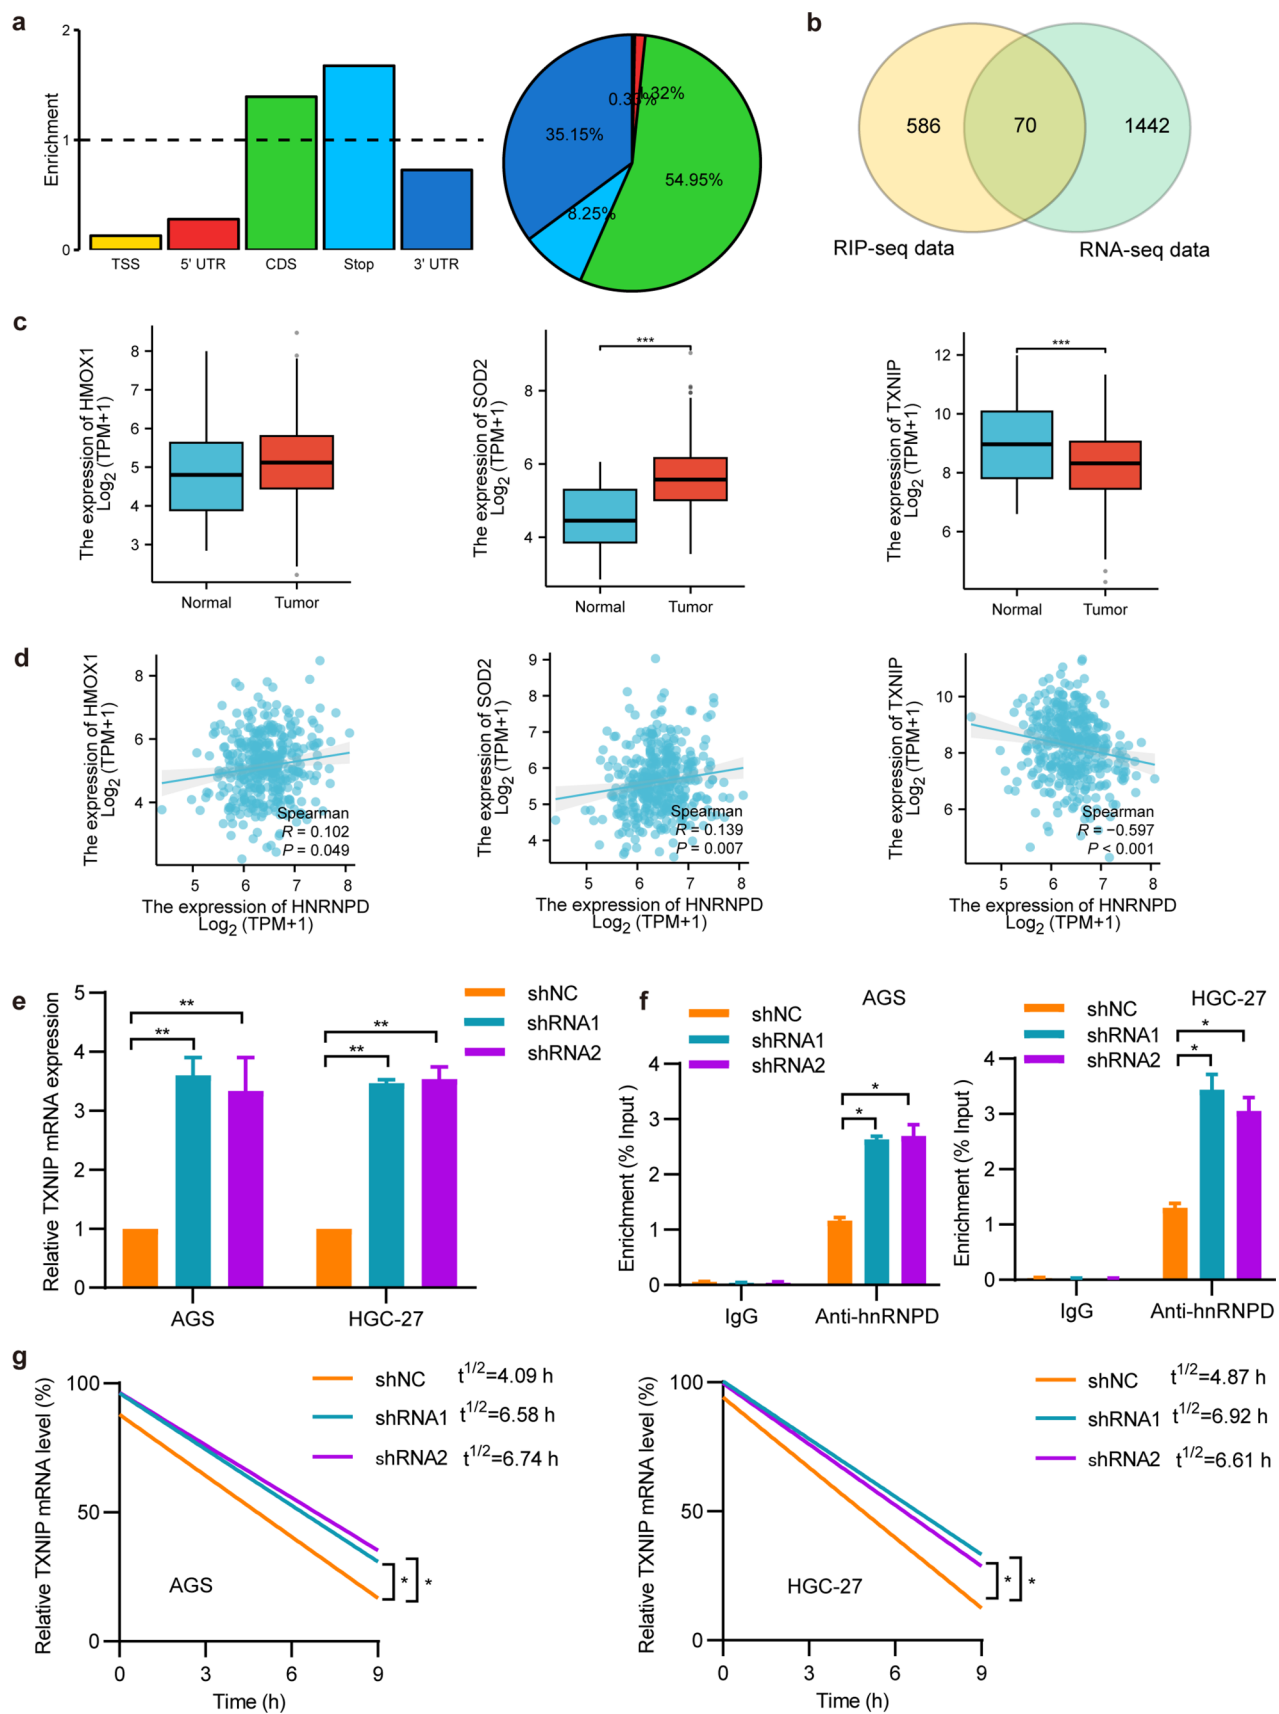 a
2
1
0
Enrichment
TSS
5' UTR
CDS
Stop
3' UTR
0.33%
1.32%
35.15%
54.95%
8.25%
b
586
70
1442
RIP-seq data
RNA-seq data
c
The expression of HMOX1
Log2 (TPM+1)
8
7
6
5
4
3
Normal
Tumor
The expression of SOD2
Log2 (TPM+1)
***
8
6
4
Normal
Tumor
The expression of TXNIP
Log2 (TPM+1)
***
12
10
8
6
Normal
Tumor
d
The expression of HMOX1
Log2 (TPM+1)
8
6
4
Spearman
R = 0.102
P = 0.049
5
6
7
8
The expression of HNRNPD
Log2 (TPM+1)
The expression of SOD2
Log2 (TPM+1)
9
8
7
6
5
4
Spearman
R = 0.139
P = 0.007
5
6
7
8
The expression of HNRNPD
Log2 (TPM+1)
The expression of TXNIP
Log2 (TPM+1)
10
8
6
Spearman
R = −0.597
P < 0.001
5
6
7
8
The expression of HNRNPD
Log2 (TPM+1)
e
Relative TXNIP mRNA expression
5
4
3
2
1
0
**
**
**
**
shNC
shRNA1
shRNA2
AGS
HGC-27
f
AGS
shNC
shRNA1
shRNA2
Enrichment (% Input )
4
3
2
1
0
*
*
IgG
Anti-hnRNPD
HGC-27
shNC
shRNA1
shRNA2
Enrichment (% Input )
4
3
2
1
0
*
*
IgG
Anti-hnRNPD
g
Relative TXNIP mRNA level (%)
100
50
0
shNC t1/2=4.09 h
shRNA1 t1/2=6.58 h
shRNA2 t1/2=6.74 h
AGS
*
*
0
3
6
9
Time (h)
Relative TXNIP mRNA level (%)
100
50
0
shNC t1/2=4.87 h
shRNA1 t1/2=6.92 h
shRNA2 t1/2=6.61 h
HGC-27
*
*
0
3
6
9
Time (h)